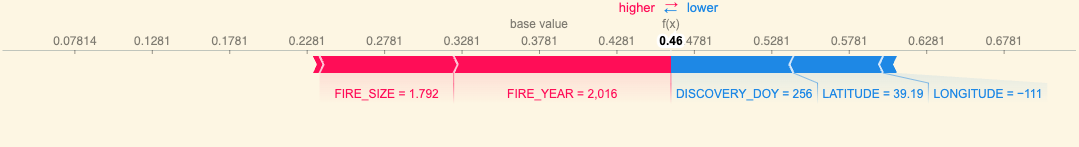 higher ⇄ lower
base value f(x)
0.07814 0.1281 0.1781 0.2281 0.2781 0.3281 0.3781 0.4281 0.46 4781 0.5281 0.5781 0.6281 0.6781
FIRE_SIZE = 1.792 FIRE_YEAR = 2,016 DISCOVERY_DOY = 256 LATITUDE = 39.19 LONGITUDE = −111